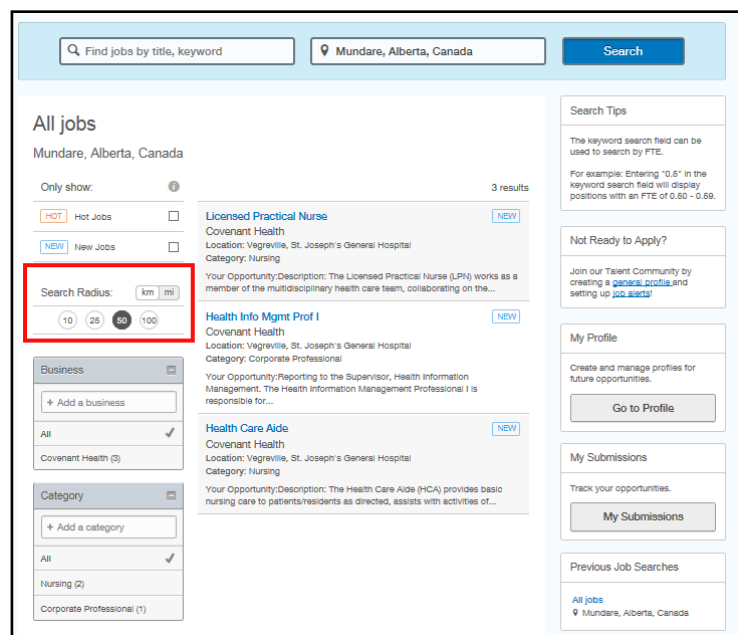 Find jobs by title, keyword
Mundare, Alberta, Canada
Search
All jobs
Mundare, Alberta, Canada
Only show:
HOT Hot Jobs
NEW New Jobs
Search Radius: km mi
10 25 50 100
Business
+ Add a business
All
Covenant Health (3)
Category
+ Add a category
All
Nursing (2)
Corporate Professional (1)
3 results
Licensed Practical Nurse NEW
Covenant Health
Location: Vegreville, St. Joseph's General Hospital
Category: Nursing
Your Opportunity:Description: The Licensed Practical Nurse (LPN) works as a
member of the multidisciplinary health care team, collaborating on the...
Health Info Mgmt Prof I NEW
Covenant Health
Location: Vegreville, St. Joseph's General Hospital
Category: Corporate Professional
Your Opportunity:Reporting to the Supervisor, Health Information
Management. The Health Information Management Professional I is
responsible for...
Health Care Aide NEW
Covenant Health
Location: Vegreville, St. Joseph's General Hospital
Category: Nursing
Your Opportunity:Description: The Health Care Aide (HCA) provides basic
nursing care to patients/residents as directed, assists with activities of...
Search Tips
The keyword search field can be
used to search by FTE.
For example: Entering "0.5" in the
keyword search field will display
positions with an FTE of 0.50 - 0.59.
Not Ready to Apply?
Join our Talent Community by
creating a general profile and
setting up job alerts!
My Profile
Create and manage profiles for
future opportunities.
Go to Profile
My Submissions
Track your opportunities.
My Submissions
Previous Job Searches
All jobs
Mundare, Alberta, Canada